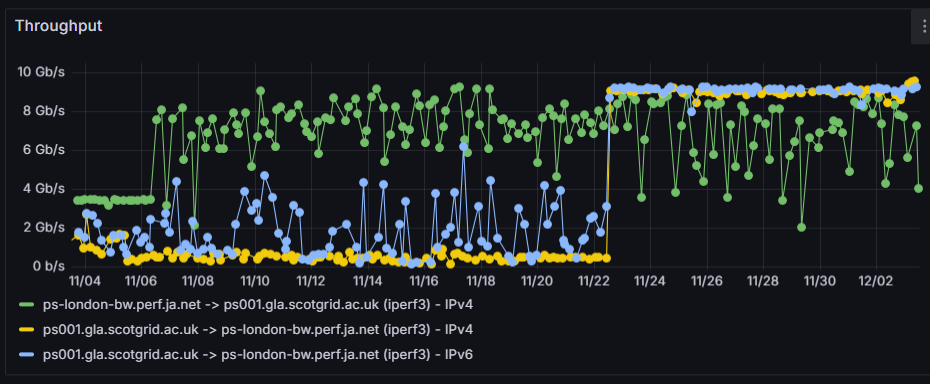 Throughput
10 Gb/s
8 Gb/s
6 Gb/s
4 Gb/s
2 Gb/s
0 b/s
11/04 11/06 11/08 11/10 11/12 11/14 11/16 11/18 11/20 11/22 11/24 11/26 11/28 11/30 12/02
ps-london-bw.perf.ja.net -> ps001.gla.scotgrid.ac.uk (iperf3) - IPv4
ps001.gla.scotgrid.ac.uk -> ps-london-bw.perf.ja.net (iperf3) - IPv4
ps001.gla.scotgrid.ac.uk -> ps-london-bw.perf.ja.net (iperf3) - IPv6